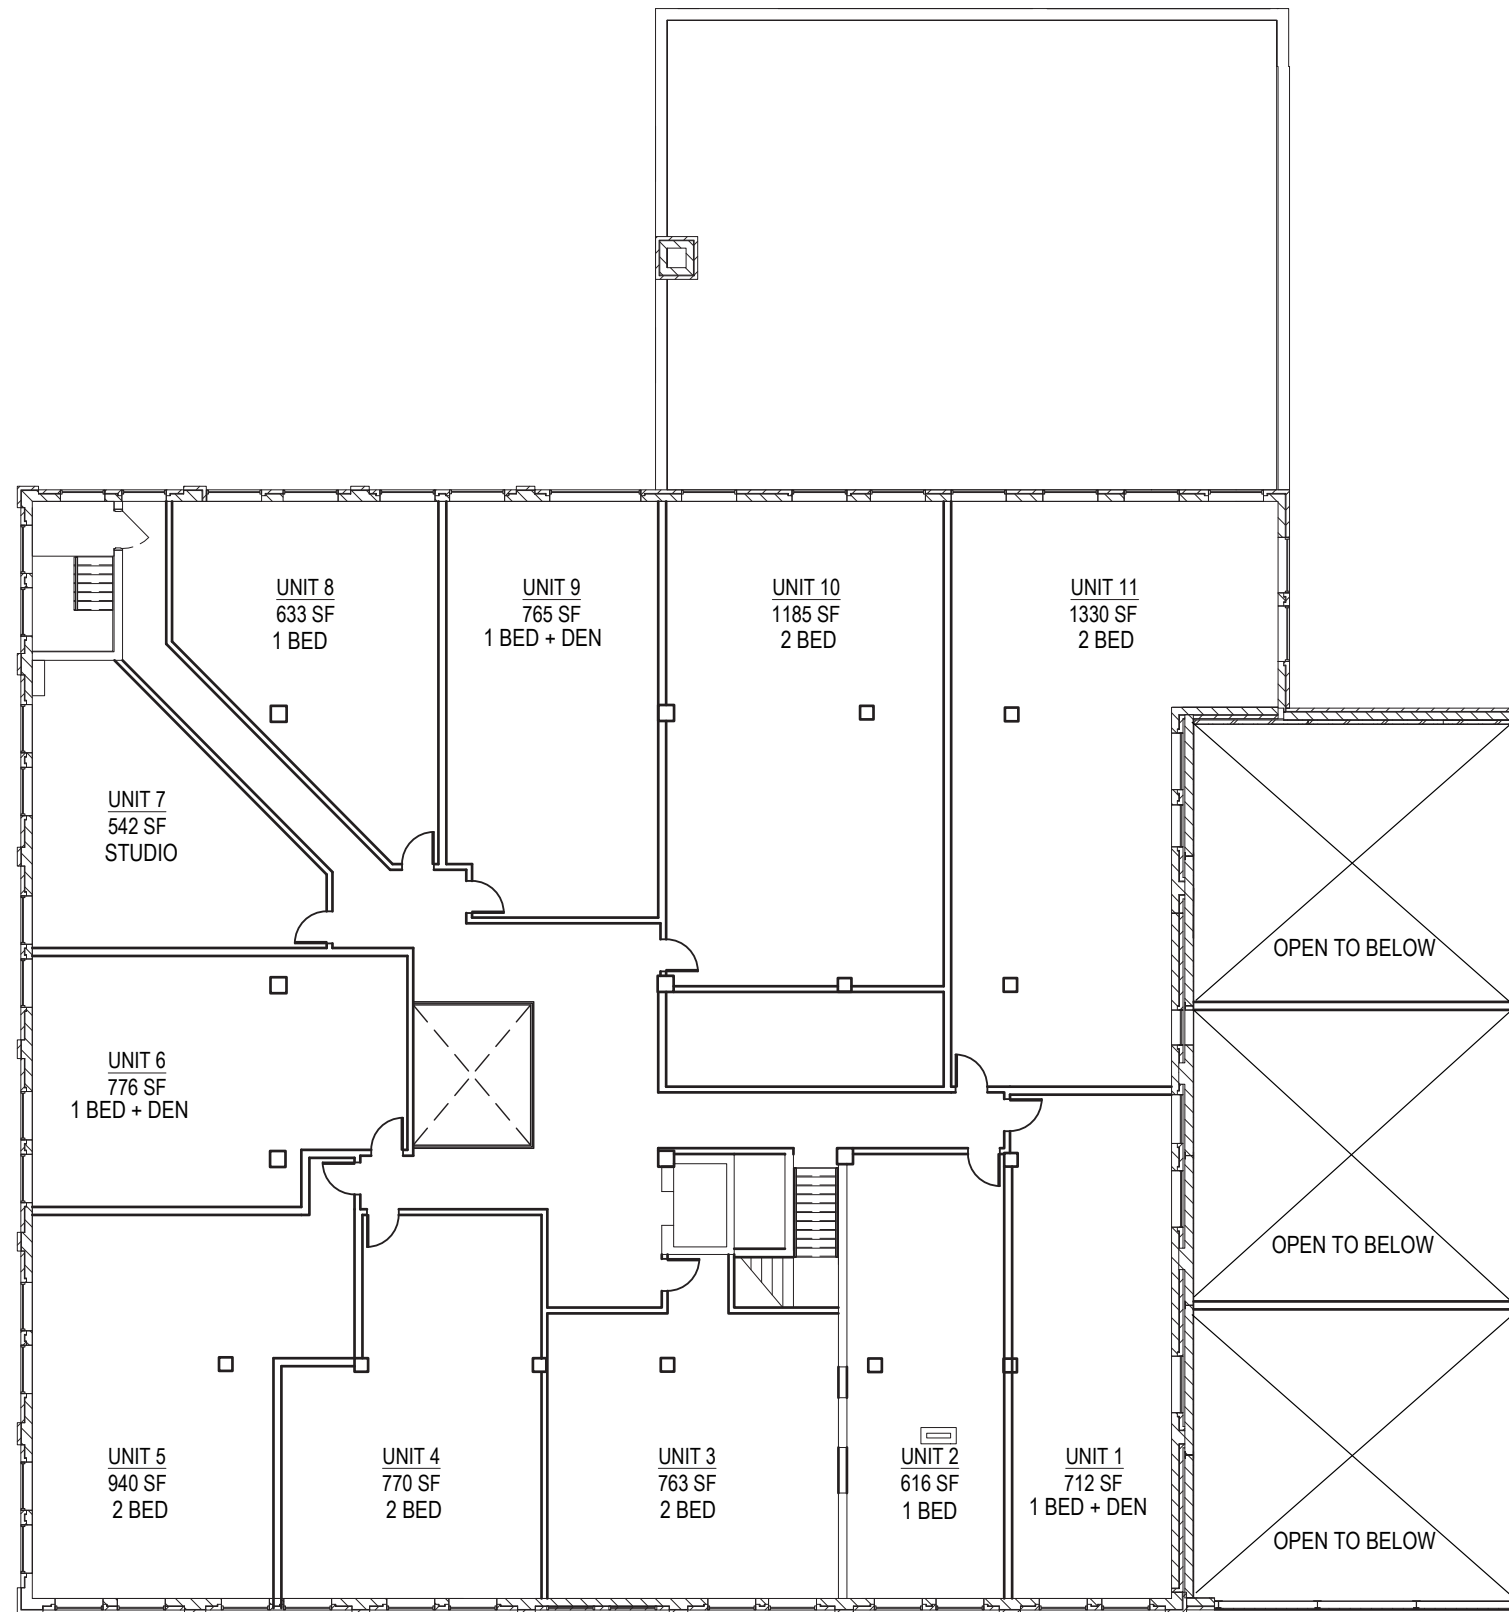 UNIT 8
633 SF
1 BED
UNIT 9
765 SF
1 BED + DEN
UNIT 10
1185 SF
2 BED
UNIT 11
1330 SF
2 BED
UNIT 7
542 SF
STUDIO
OPEN TO BELOW
UNIT 6
776 SF
1 BED + DEN
OPEN TO BELOW
UNIT 5
940 SF
2 BED
UNIT 4
770 SF
2 BED
UNIT 3
763 SF
2 BED
UNIT 2
616 SF
1 BED
UNIT 1
712 SF
1 BED + DEN
OPEN TO BELOW